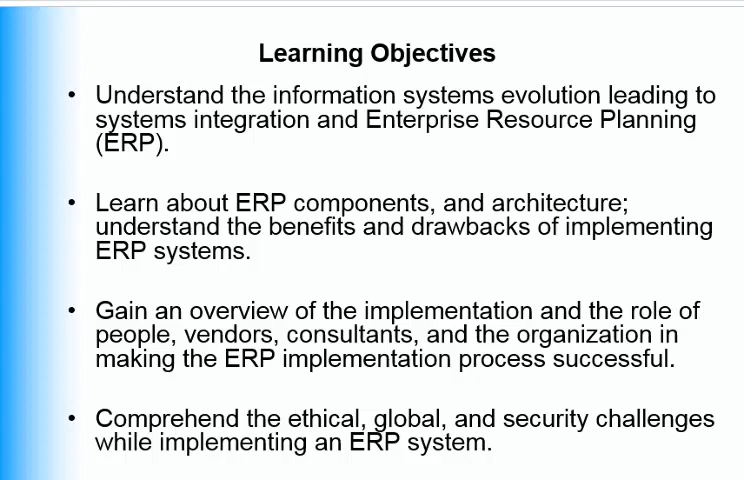 Learning Objectives
• Understand the information systems evolution leading to
systems integration and Enterprise Resource Planning
(ERP).
• Learn about ERP components, and architecture;
understand the benefits and drawbacks of implementing
ERP systems.
• Gain an overview of the implementation and the role of
people, vendors, consultants, and the organization in
making the ERP implementation process successful.
• Comprehend the ethical, global, and security challenges
while implementing an ERP system.